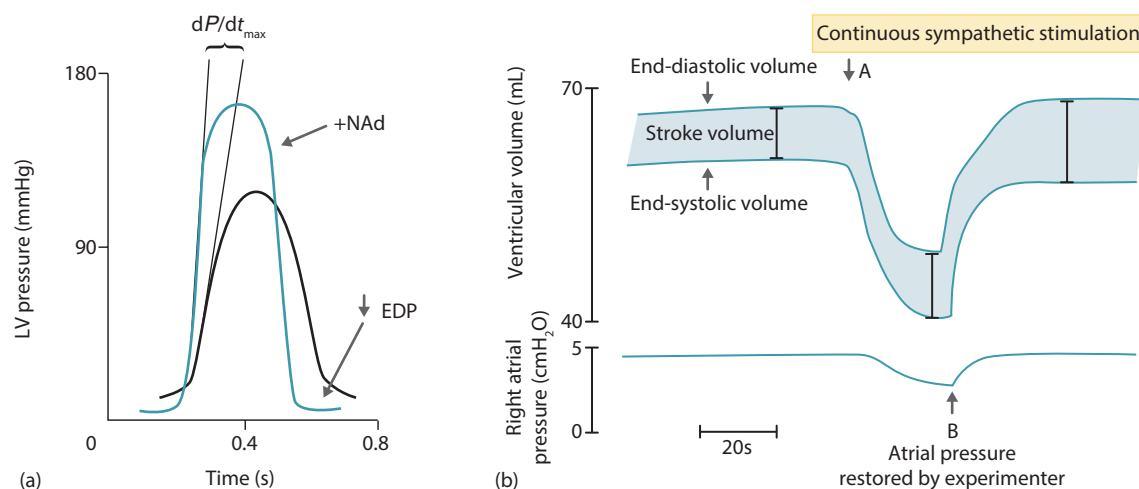 dP/dtmax
180
+NAd
LV pressure (mmHg)
90
EDP
0
0.4
0.8
(a)
Time (s)
Continuous sympathetic stimulation
End-diastolic volume
A
70
Ventricular volume (mL)
Stroke volume
End-systolic volume
40
Right atrial
pressure (cmH2O)
5
0
20s
B
Atrial pressure
restored by experimenter
(b)